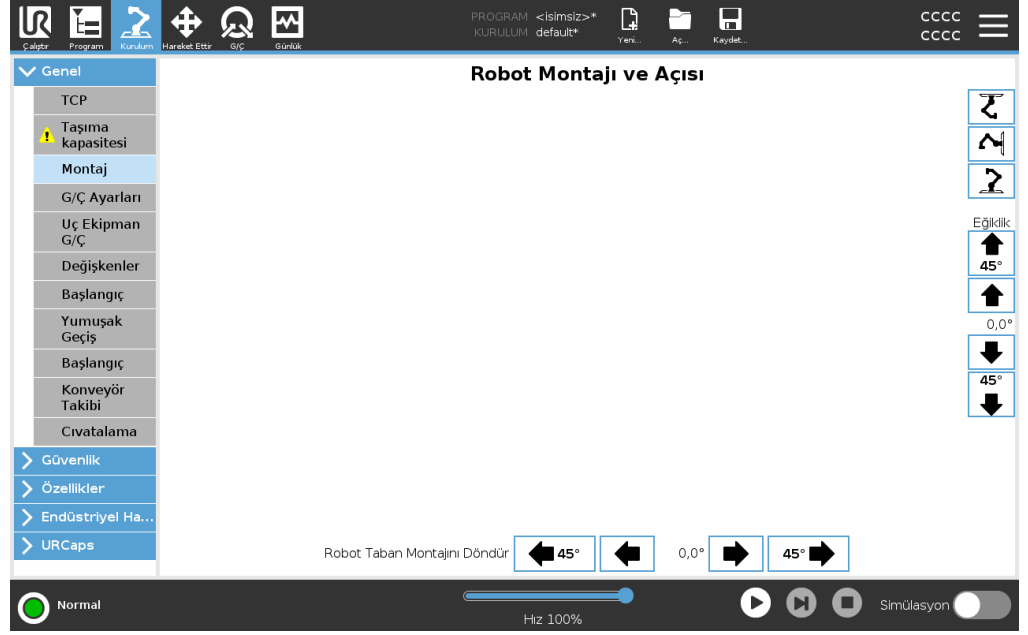 PROGRAM <isimsiz>*
KURULUM default*
Çalıştır Program Kurulum Hareket Ettir G/Ç Günlük
Yeni... Aç... Kaydet...
CCCC
CCCC
Genel
TCP
Taşıma
kapasitesi
Montaj
G/Ç Ayarları
Uç Ekipman
G/Ç
Değişkenler
Başlangıç
Yumuşak
Geçiş
Başlangıç
Konveyör
Takibi
Cıvatalama
Güvenlik
Özellikler
Endüstriyel Ha...
URCaps
Robot Montajı ve Açısı
Eğiklik
45°
0,0°
45°
Robot Taban Montajını Döndür 45° 0,0° 45°
Normal
Hız 100%
Simülasyon